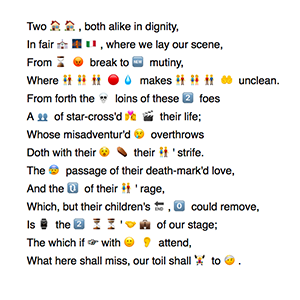 Two 🏠 🏠 , both alike in dignity,
In fair ⛪ 🌉 🇮🇹 , where we lay our scene,
From ⏳ 😡 break to 🆕 mutiny,
Where 👬 👬 👬 🔴 💧 makes 👬 👬 👬 👐 unclean.
From forth the 💀 loins of these 2️⃣ foes
A 👥 of star-cross'd 💏 🎬 their life;
Whose misadventur'd 😢 overthrows
Doth with their 😧 ⚰️ their 👫 ' strife.
The 😨 passage of their death-mark'd love,
And the 0️⃣ of their 👫 ' rage,
Which, but their children's 🔚 , 0️⃣ could remove,
Is ⌚ the 2️⃣ ⏳ ⏳ ' 🤝 💼 of our stage;
The which if ☞ with 🙂 👂 attend,
What here shall miss, our toil shall 🏋 to 🤕 .